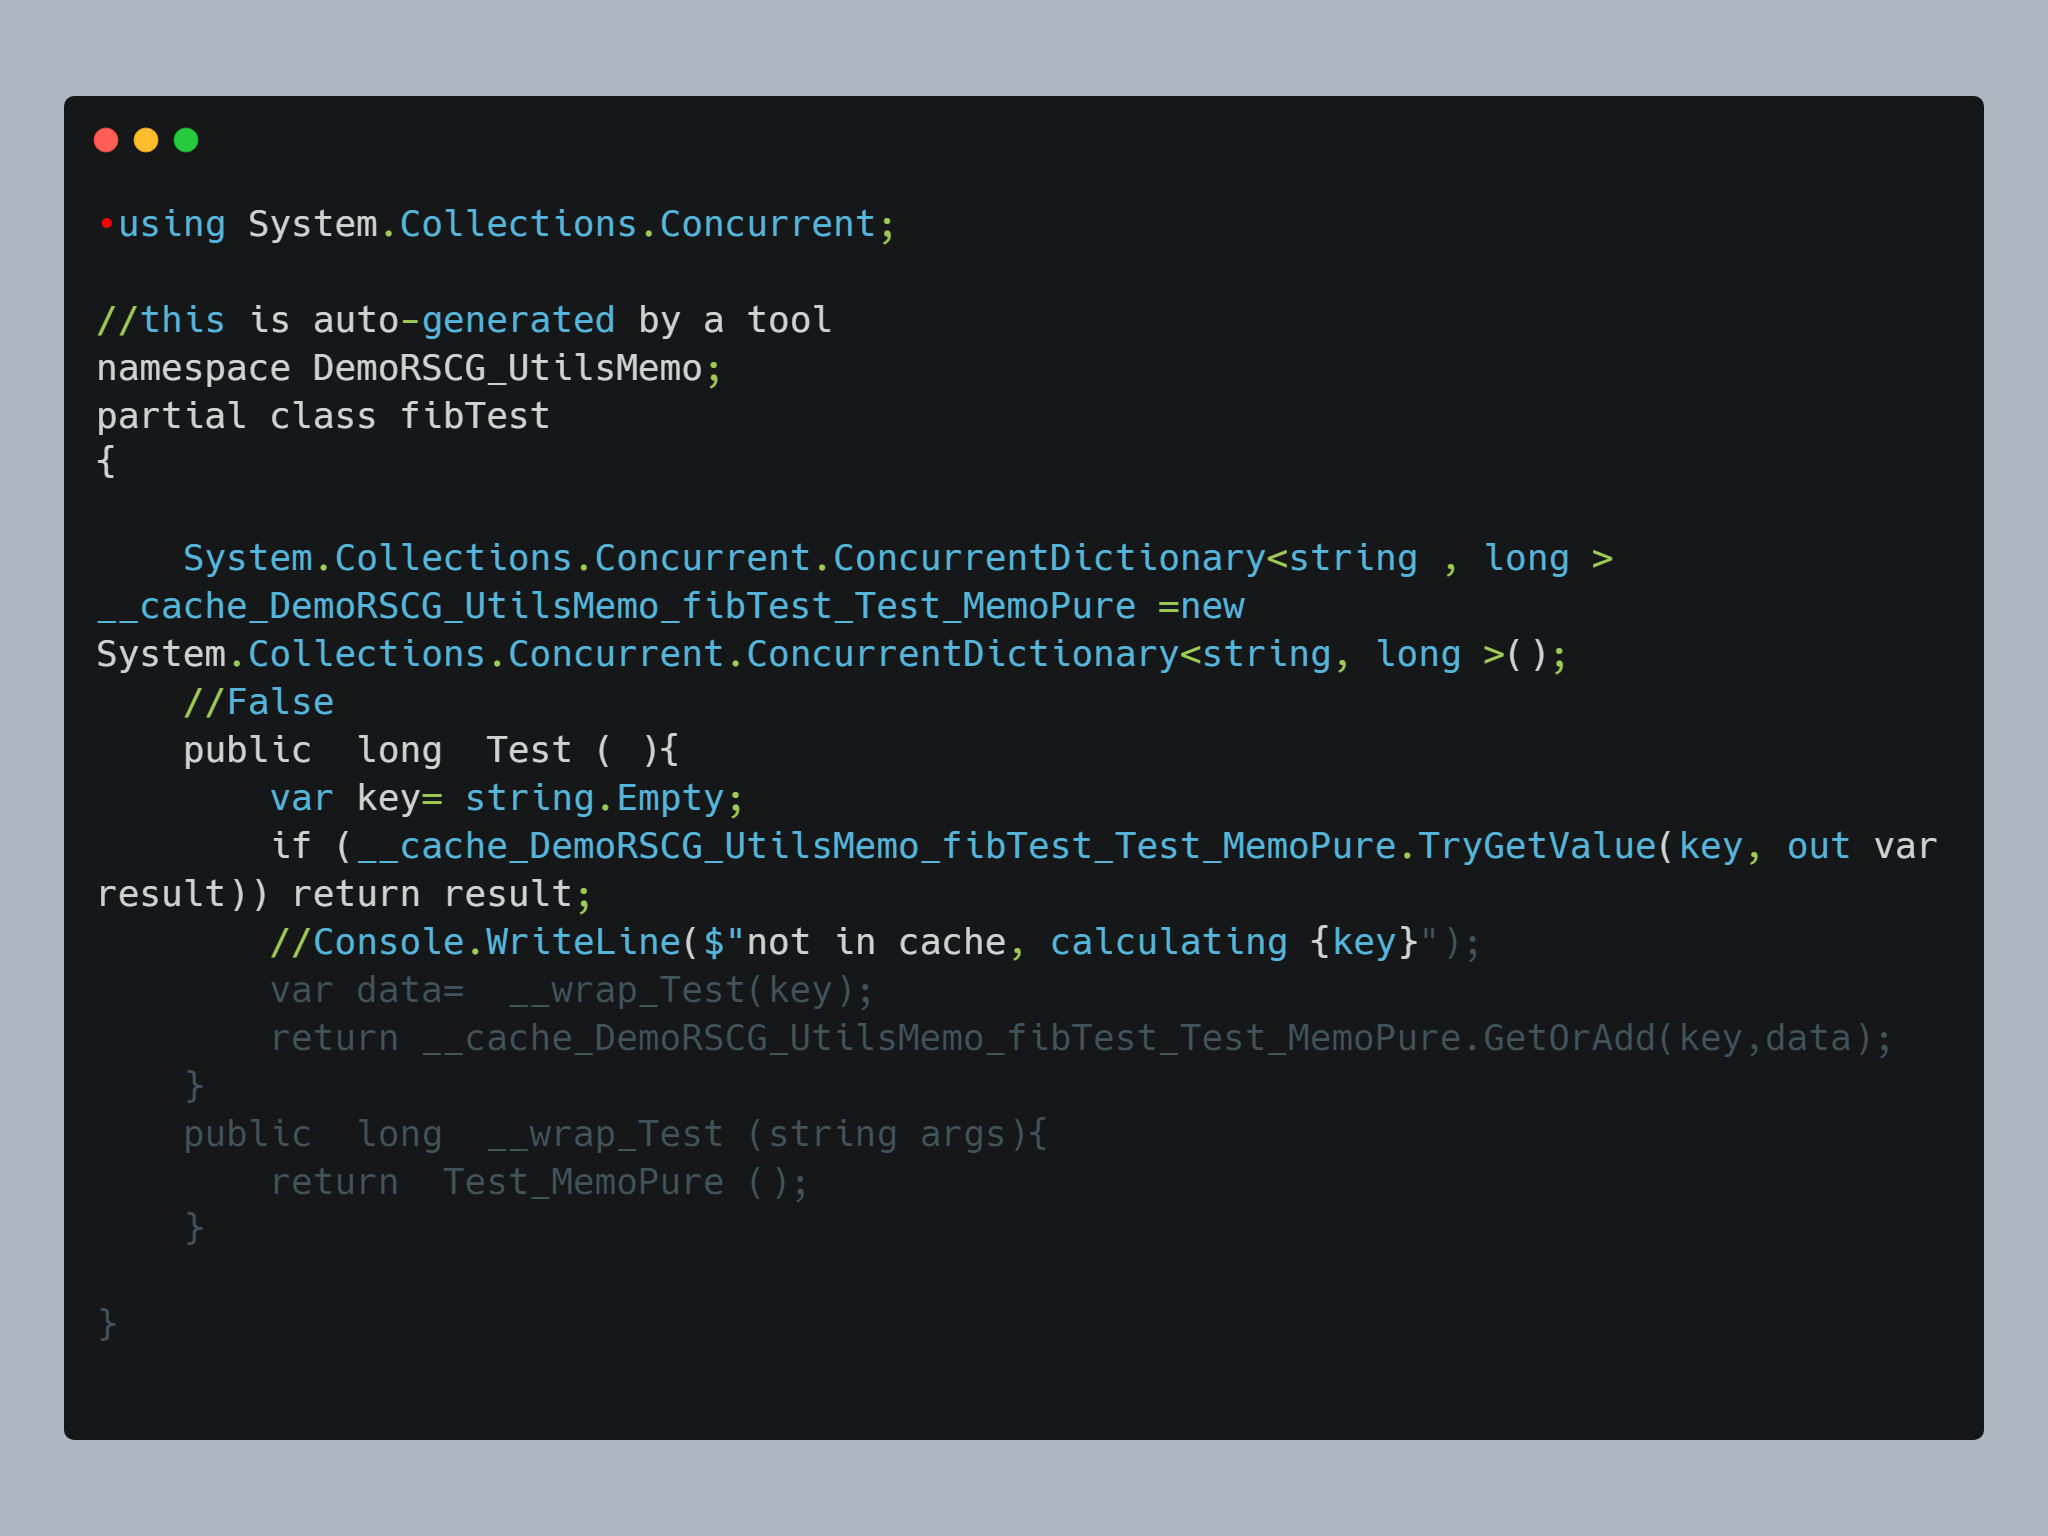 •using System.Collections.Concurrent;

//this is auto-generated by a tool
namespace DemoRSCG_UtilsMemo;
partial class fibTest
{

    System.Collections.Concurrent.ConcurrentDictionary<string , long >
__cache_DemoRSCG_UtilsMemo_fibTest_Test_MemoPure =new
System.Collections.Concurrent.ConcurrentDictionary<string, long >();
    //False
    public  long  Test ( ){
        var key= string.Empty;
        if (__cache_DemoRSCG_UtilsMemo_fibTest_Test_MemoPure.TryGetValue(key, out var
result)) return result;
        //Console.WriteLine($"not in cache, calculating {key}");
        var data=  __wrap_Test(key);
        return __cache_DemoRSCG_UtilsMemo_fibTest_Test_MemoPure.GetOrAdd(key,data);
    }
    public  long  __wrap_Test (string args){
        return  Test_MemoPure ();
    }

}